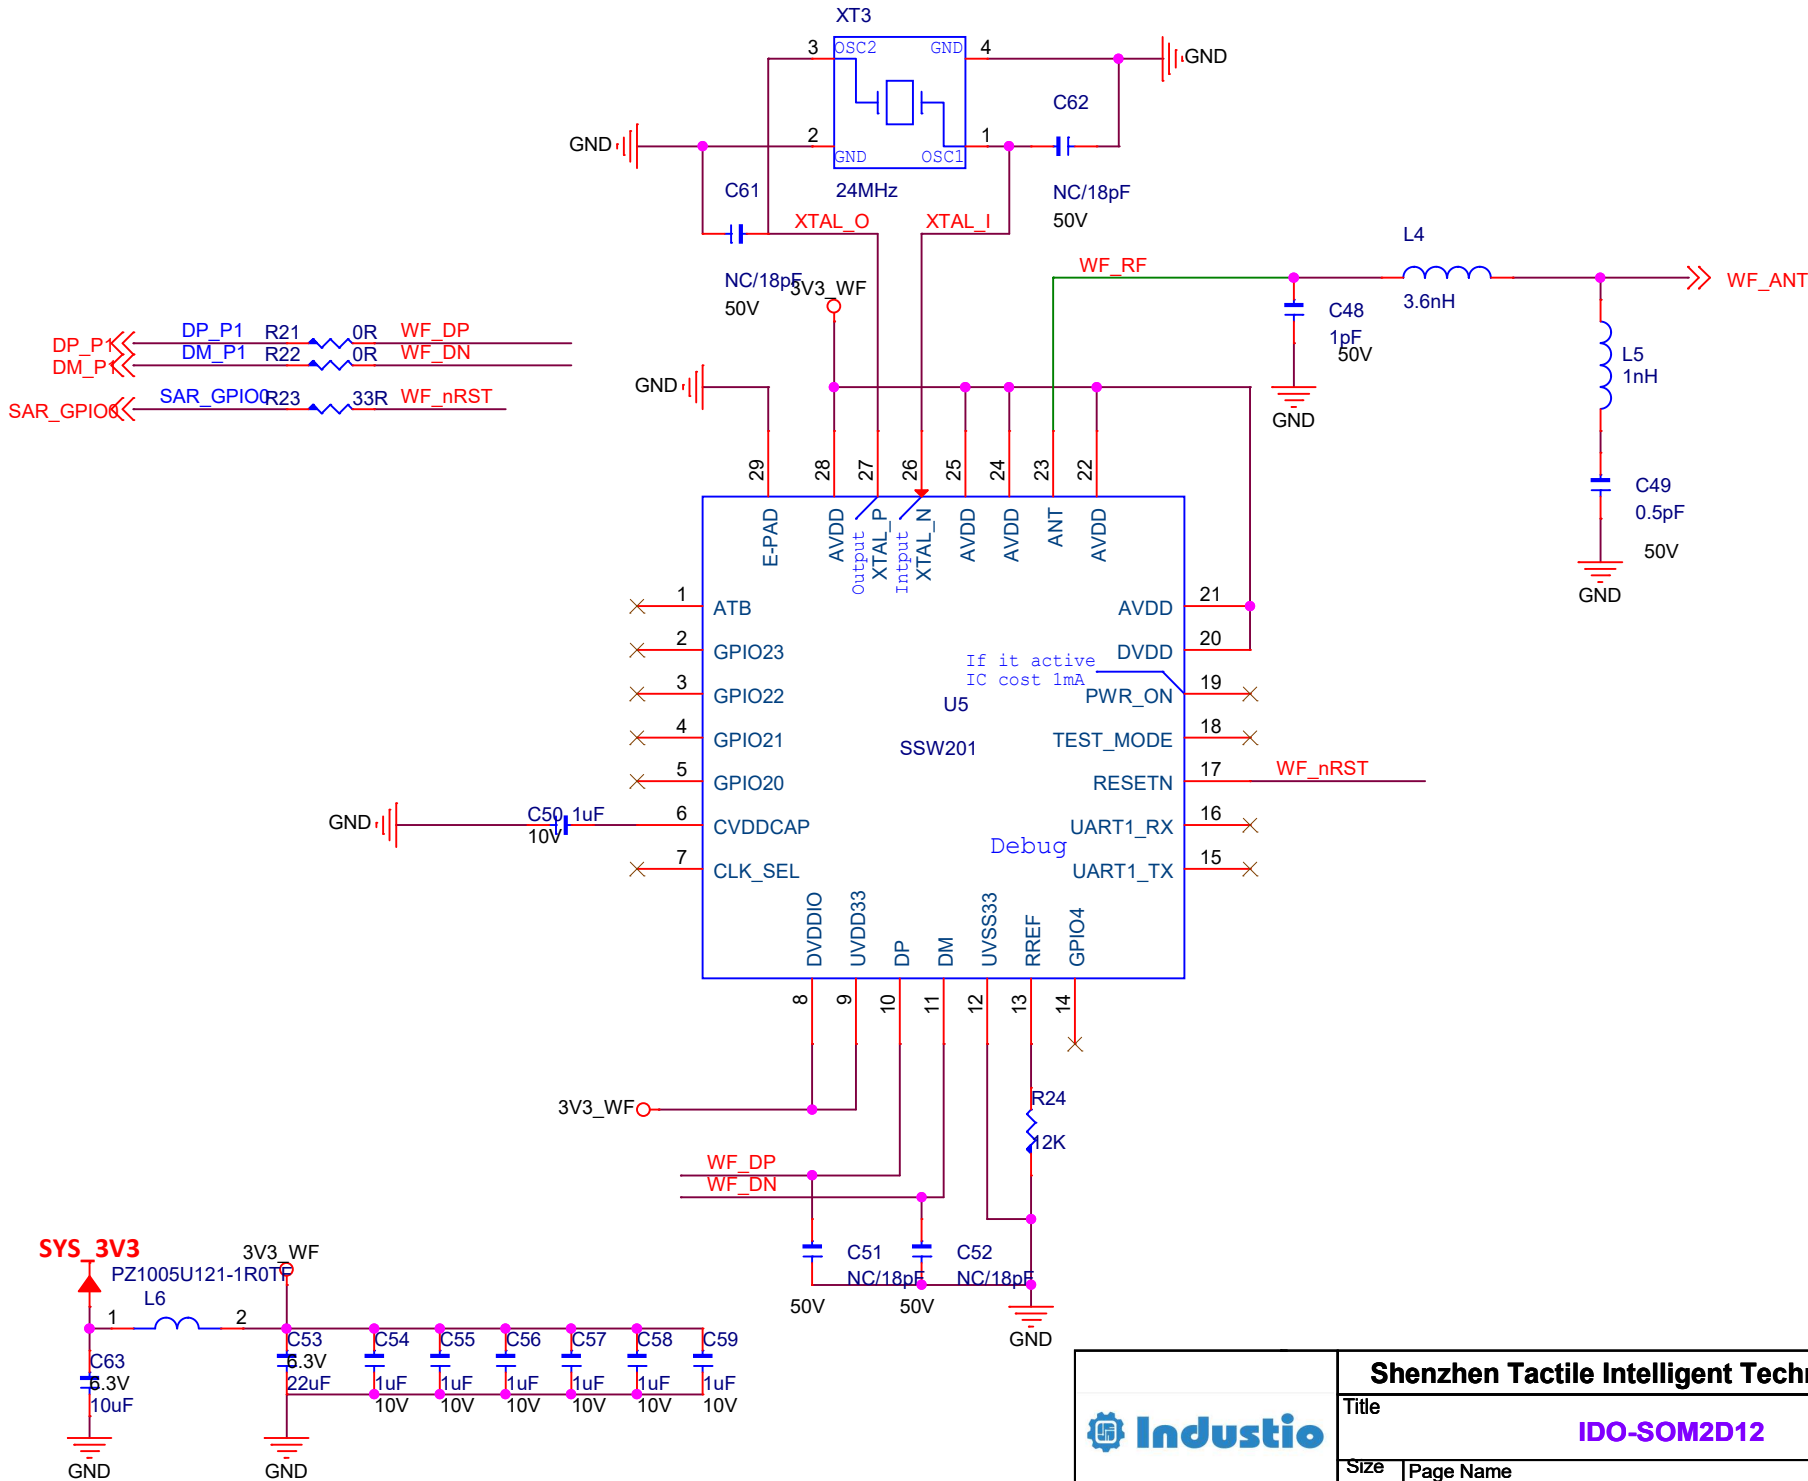 XT3
3 OSC2 GND 4
GND
C62
2 GND OSC1 1
GND
C61
24MHz
NC/18pF
50V
XTAL_O
XTAL_I
NC/18pF
50V
3V3_WF
WF_RF
L4
3.6nH
WF_ANT
C48
1pF
50V
GND
L5
1nH
C49
0.5pF
50V
GND
DP_P1 DP_P1 R21 0R WF_DP
DM_P1 DM_P1 R22 0R WF_DN
SAR_GPIO0 SAR_GPIO0 R23 33R WF_nRST
GND
29 28 27 26 25 24 23 22
E-PAD AVDD Output XTAL_P Intput XTAL_N AVDD AVDD ANT AVDD
1 ATB
2 GPIO23
3 GPIO22
4 GPIO21
5 GPIO20
6 CVDDCAP
7 CLK_SEL
GND
C50 1uF
10V
AVDD 21
DVDD 20
If it active
IC cost 1mA
PWR_ON 19
U5
SSW201
TEST_MODE 18
RESETN 17 WF_nRST
UART1_RX 16
Debug
UART1_TX 15
DVDDIO UVDD33 DP DM UVSS33 RREF GPIO4
8 9 10 11 12 13 14
3V3_WF
R24
12K
WF_DP
WF_DN
C51
NC/18pF
50V
C52
NC/18pF
50V
GND
SYS_3V3
3V3_WF
PZ1005U121-1R0TF
L6
1 2
C63
6.3V
10uF
GND
C53
6.3V
22uF
GND
C54
1uF
10V
C55
1uF
10V
C56
1uF
10V
C57
1uF
10V
C58
1uF
10V
C59
1uF
10V
Industio
Shenzhen Tactile Intelligent Techn
Title
IDO-SOM2D12
Size Page Name